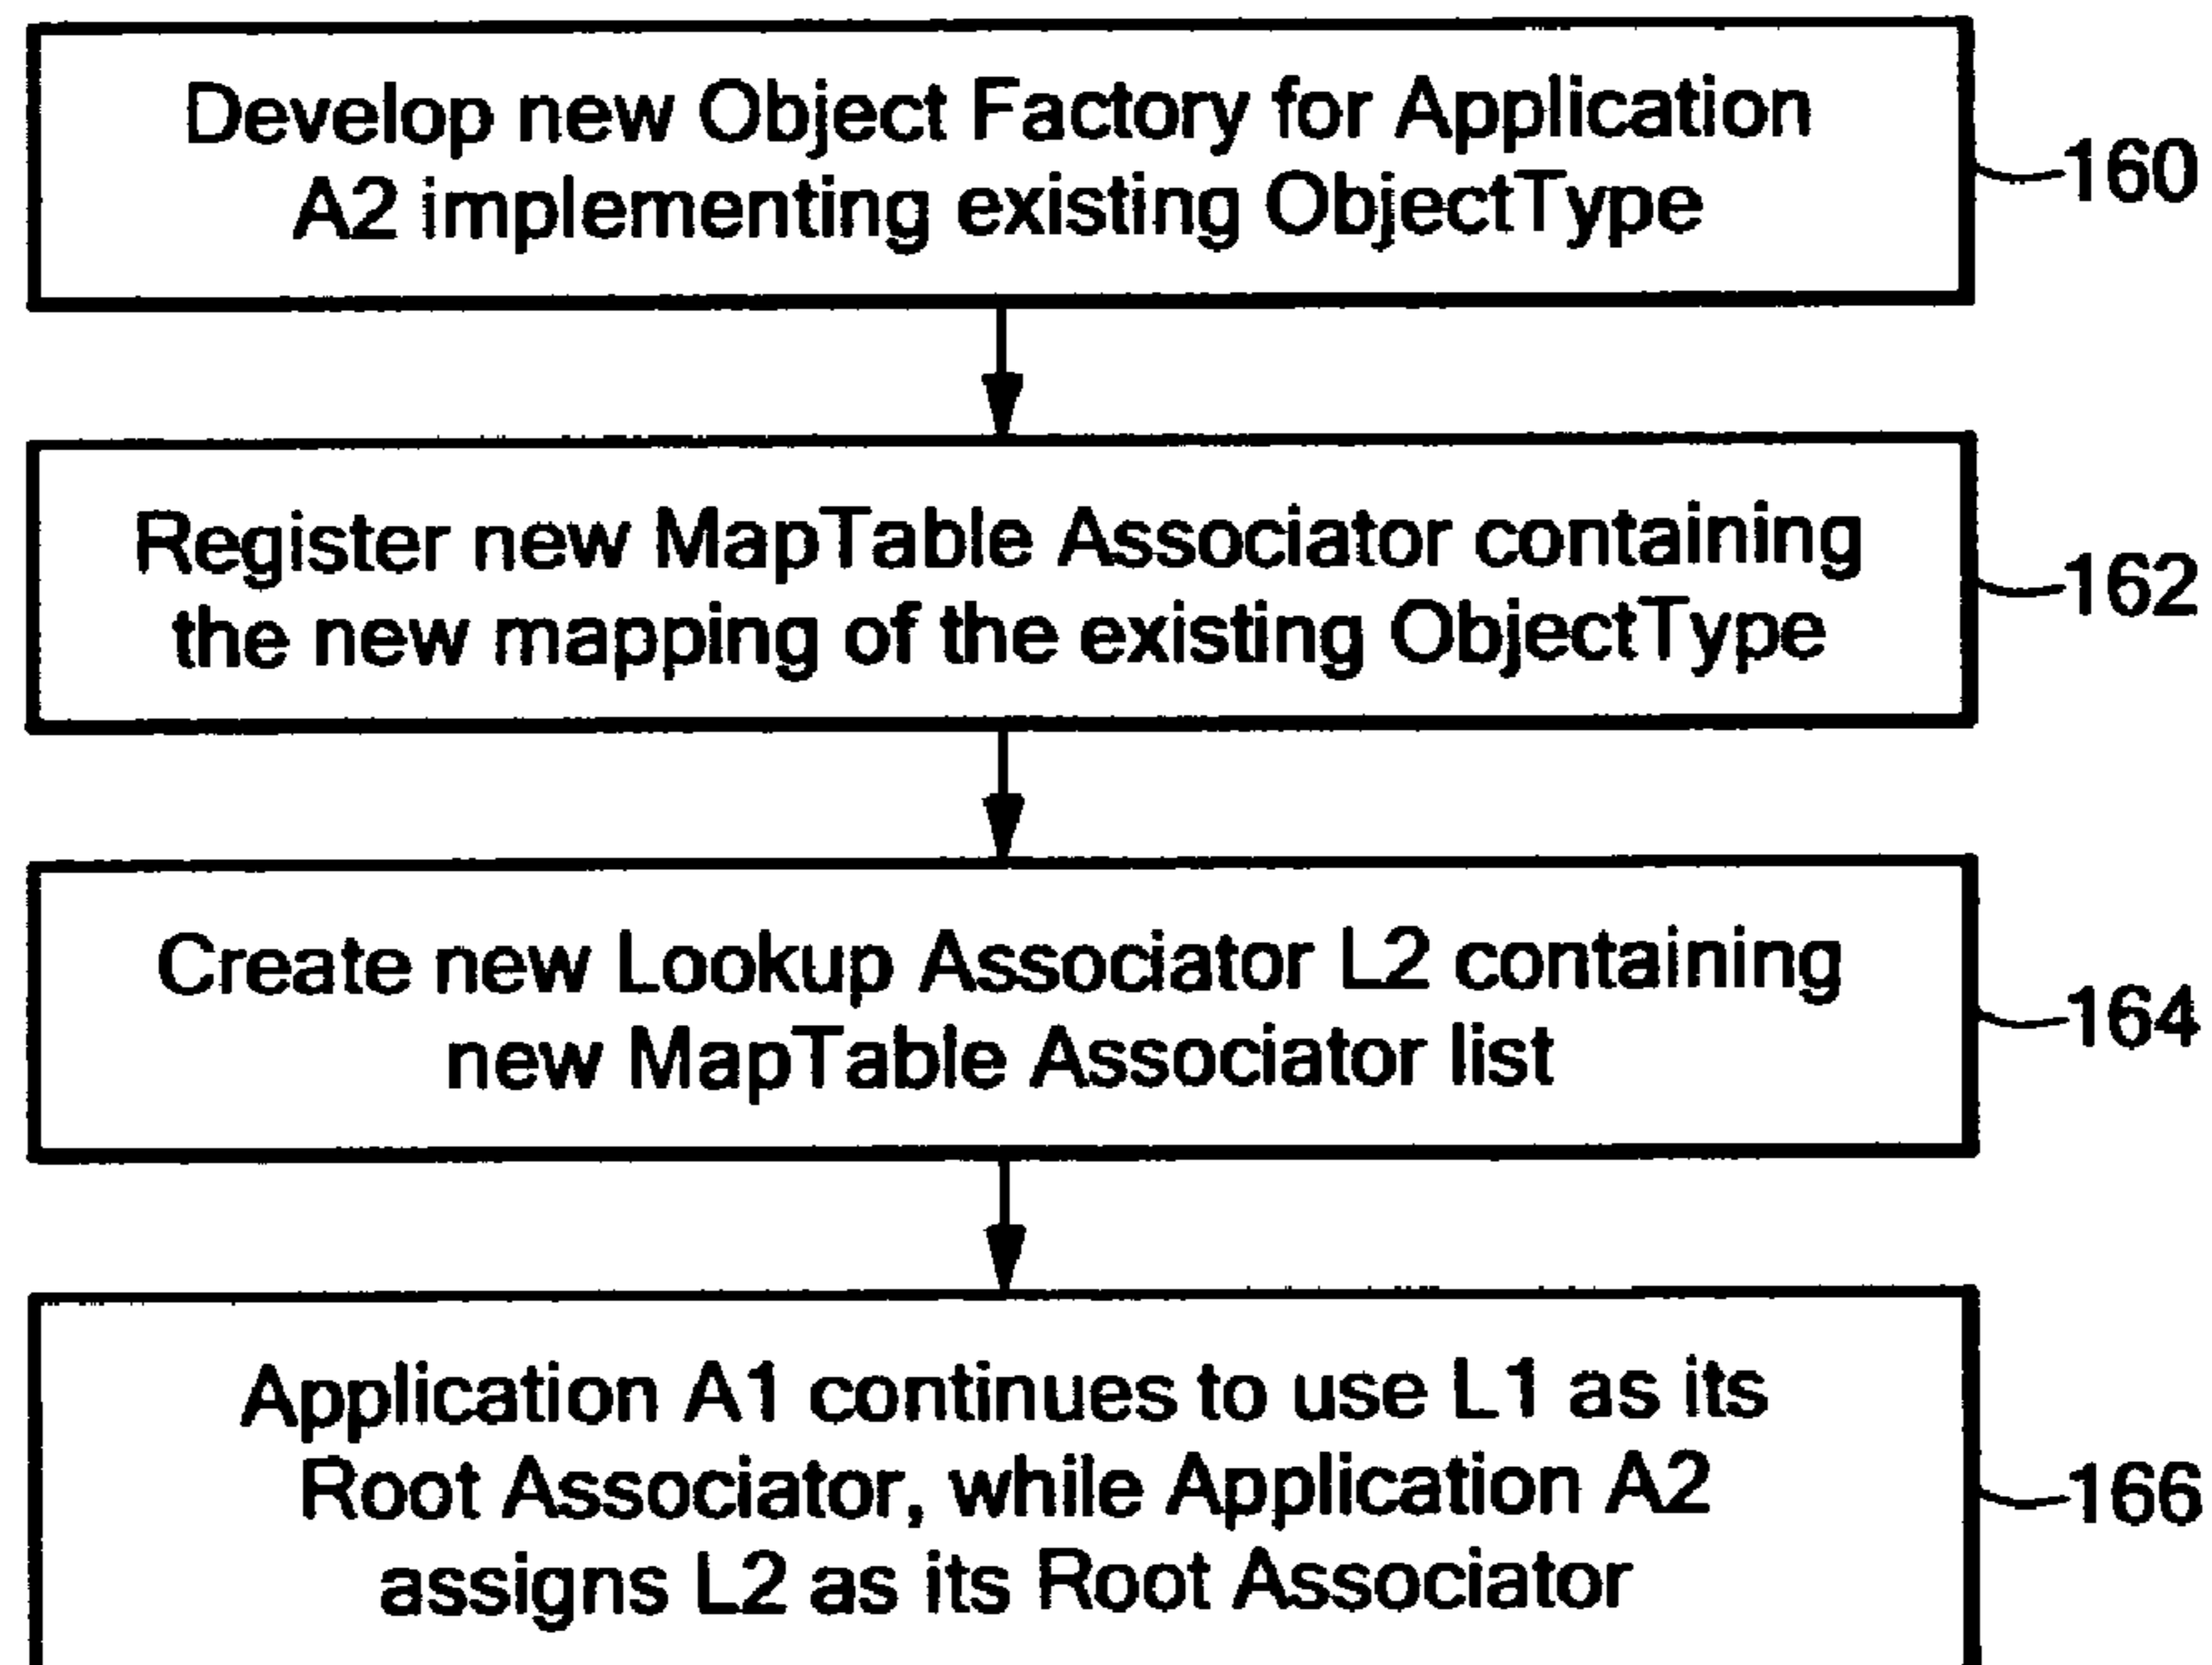 Develop new Object Factory for Application
A2 implementing existing ObjectType
160
Register new MapTable Associator containing
the new mapping of the existing ObjectType
162
Create new Lookup Associator L2 containing
new MapTable Associator list
164
Application A1 continues to use L1 as its
Root Associator, while Application A2
assigns L2 as its Root Associator
166